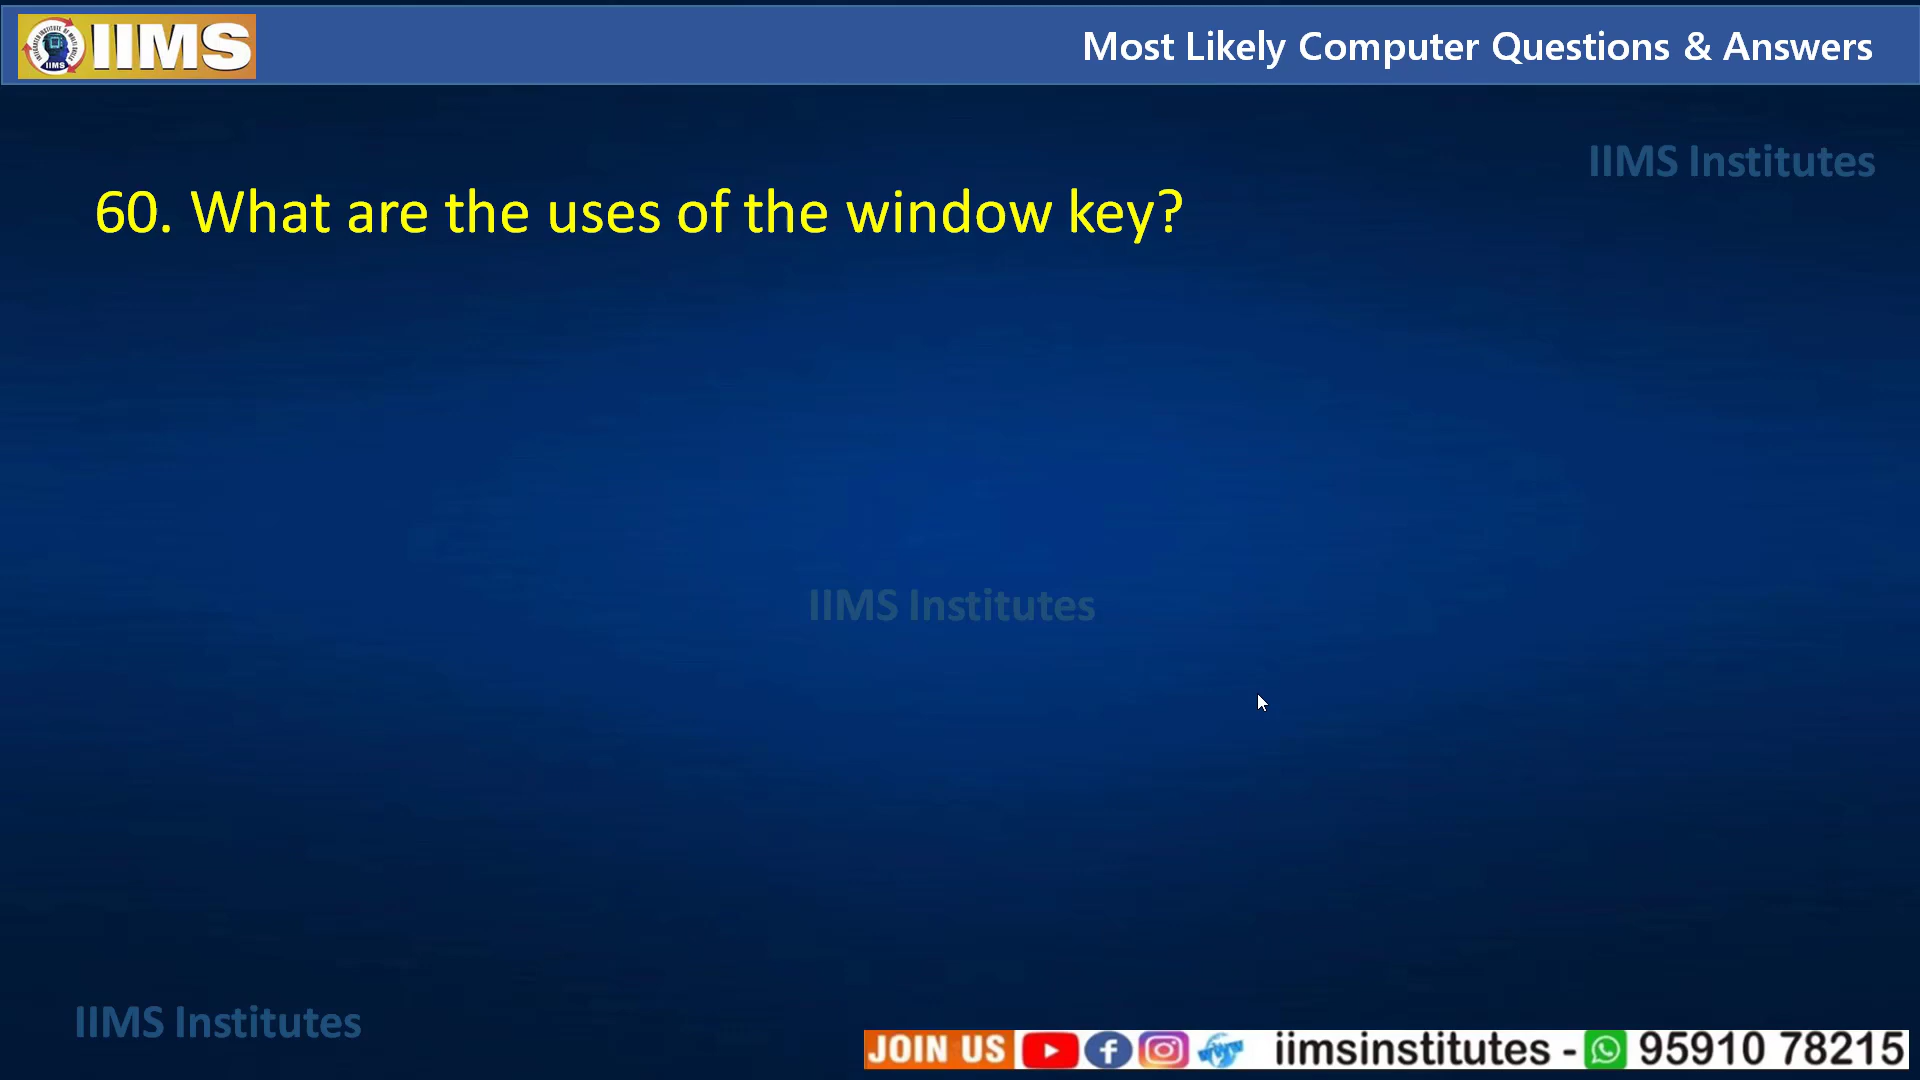 IIMS
IIMS
Most Likely Computer Questions & Answers
IIMS Institutes
60. What are the uses of the window key?
IIMS Institutes
IIMS Institutes
JOIN US
iimsinstitutes - 95910 78215